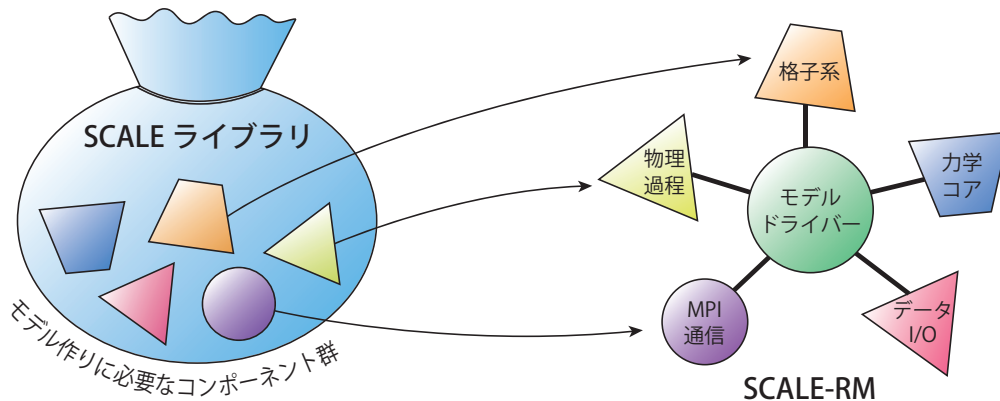 SCALE ライブラリ
モデル作りに必要なコンポーネント群
格子系
物理
過程
力学
コア
モデル
ドライバー
MPI
通信
データ
I/O
SCALE-RM